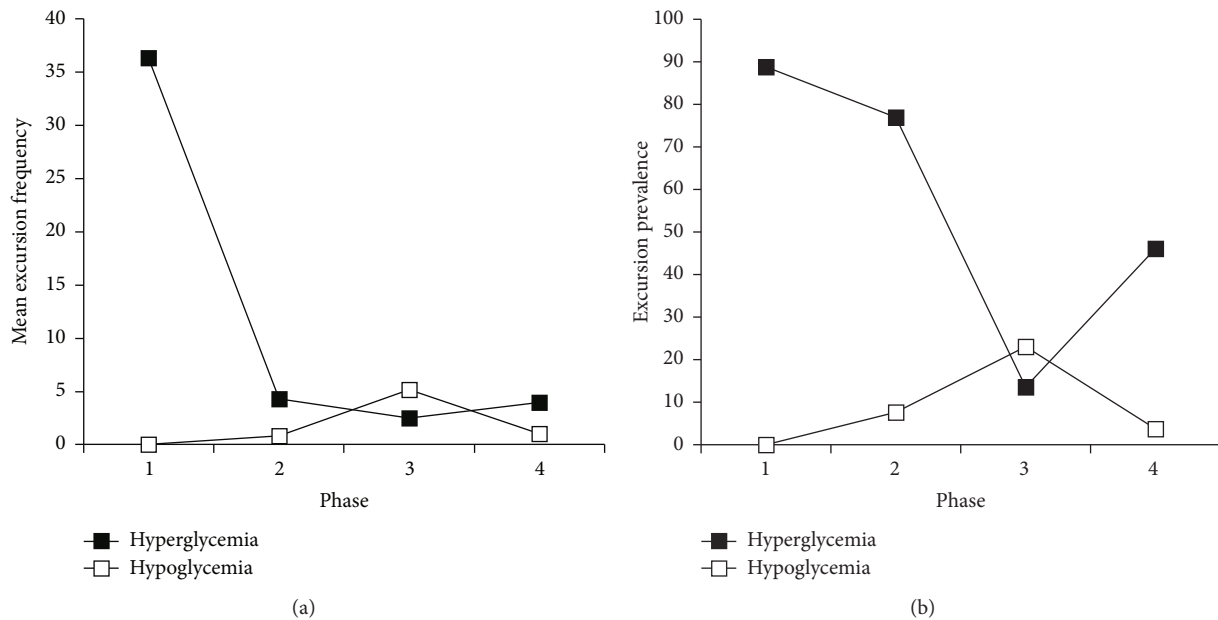 40
35
30
25
20
15
10
5
0
Mean excursion frequency
1 2 3 4
Phase
Hyperglycemia
Hypoglycemia
(a)
100
90
80
70
60
50
40
30
20
10
0
Excursion prevalence
1 2 3 4
Phase
Hyperglycemia
Hypoglycemia
(b)